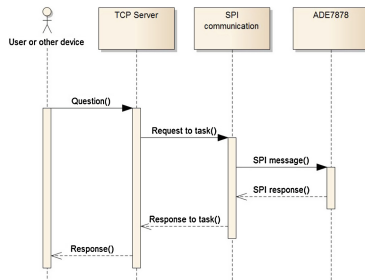 TCP Server
SPI
communication
ADE7878
User or other device
Question()
Request to task()
SPI message()
SPI response()
Response to task()
Response()